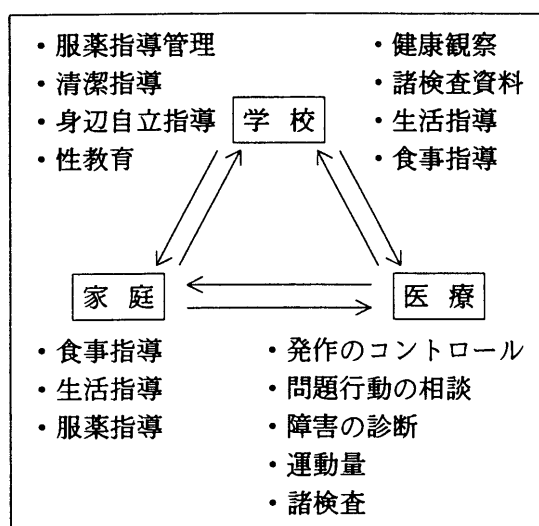 ・服薬指導管理
・清潔指導
・身辺自立指導
・性教育
・健康観察
・諸検査資料
・生活指導
・食事指導
学校
家庭
医療
・食事指導
・生活指導
・服薬指導
・発作のコントロール
・問題行動の相談
・障害の診断
・運動量
・諸検査